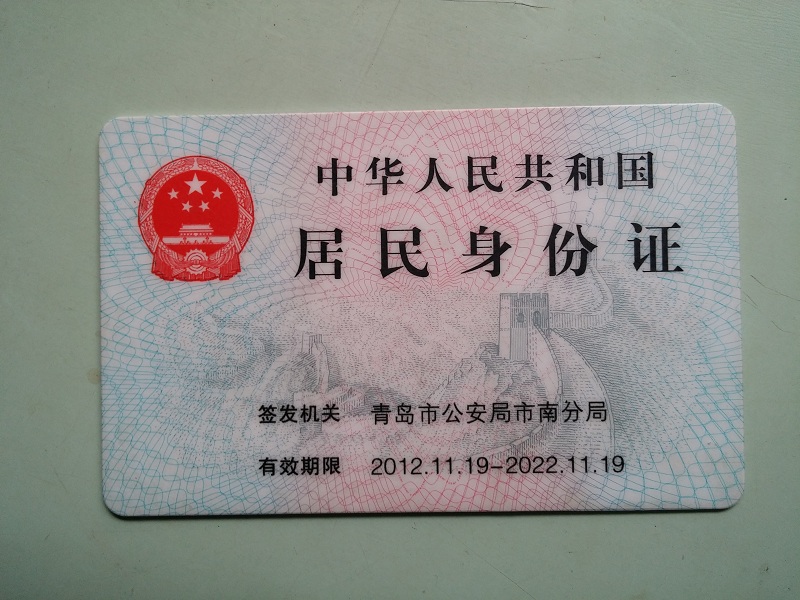 中华人民共和国
居民身份证
签发机关 青岛市公安局市南分局
有效期限 2012.11.19-2022.11.19